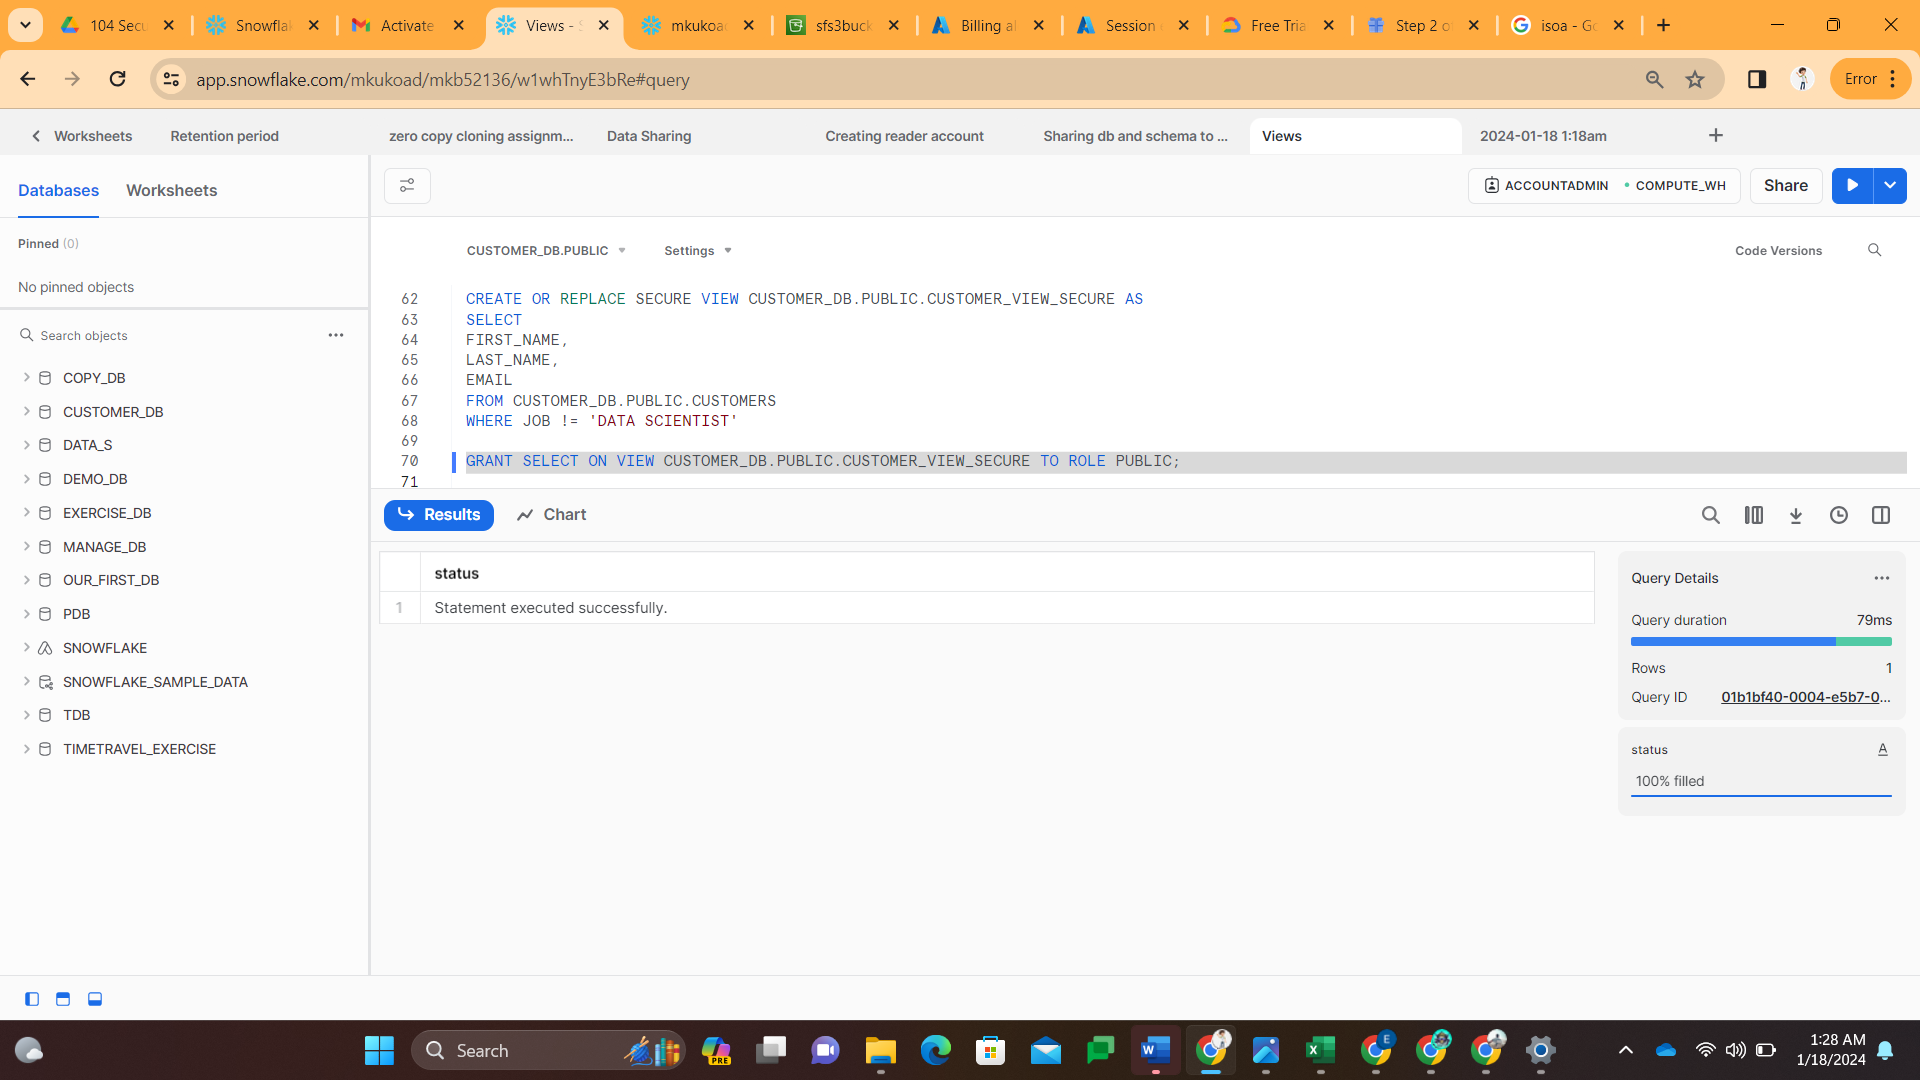 104 Secu
Snowflak
Activate
Views - S
mkukoad
sfs3buck
Billing al
Session
Free Tria
Step 2 o
isoa - Go
app.snowflake.com/mkukoad/mkb52136/w1whTnyE3bRe#query
Error
Worksheets
Retention period
zero copy cloning assignm...
Data Sharing
Creating reader account
Sharing db and schema to ...
Views
2024-01-18 1:18am
Databases
Worksheets
ACCOUNTADMIN
COMPUTE_WH
Share
Pinned (0)
No pinned objects
CUSTOMER_DB.PUBLIC
Settings
Code Versions
Search objects
COPY_DB
CUSTOMER_DB
DATA_S
DEMO_DB
EXERCISE_DB
MANAGE_DB
OUR_FIRST_DB
PDB
SNOWFLAKE
SNOWFLAKE_SAMPLE_DATA
TDB
TIMETRAVEL_EXERCISE
62 CREATE OR REPLACE SECURE VIEW CUSTOMER_DB.PUBLIC.CUSTOMER_VIEW_SECURE AS
63 SELECT
64 FIRST_NAME,
65 LAST_NAME,
66 EMAIL
67 FROM CUSTOMER_DB.PUBLIC.CUSTOMERS
68 WHERE JOB != 'DATA SCIENTIST'
69
70 GRANT SELECT ON VIEW CUSTOMER_DB.PUBLIC.CUSTOMER_VIEW_SECURE TO ROLE PUBLIC;
71
Results
Chart
status
1 Statement executed successfully.
Query Details
Query duration 79ms
Rows 1
Query ID 01b1bf40-0004-e5b7-0...
status A
100% filled
Search
PRE
W
X
E
1:28 AM
1/18/2024